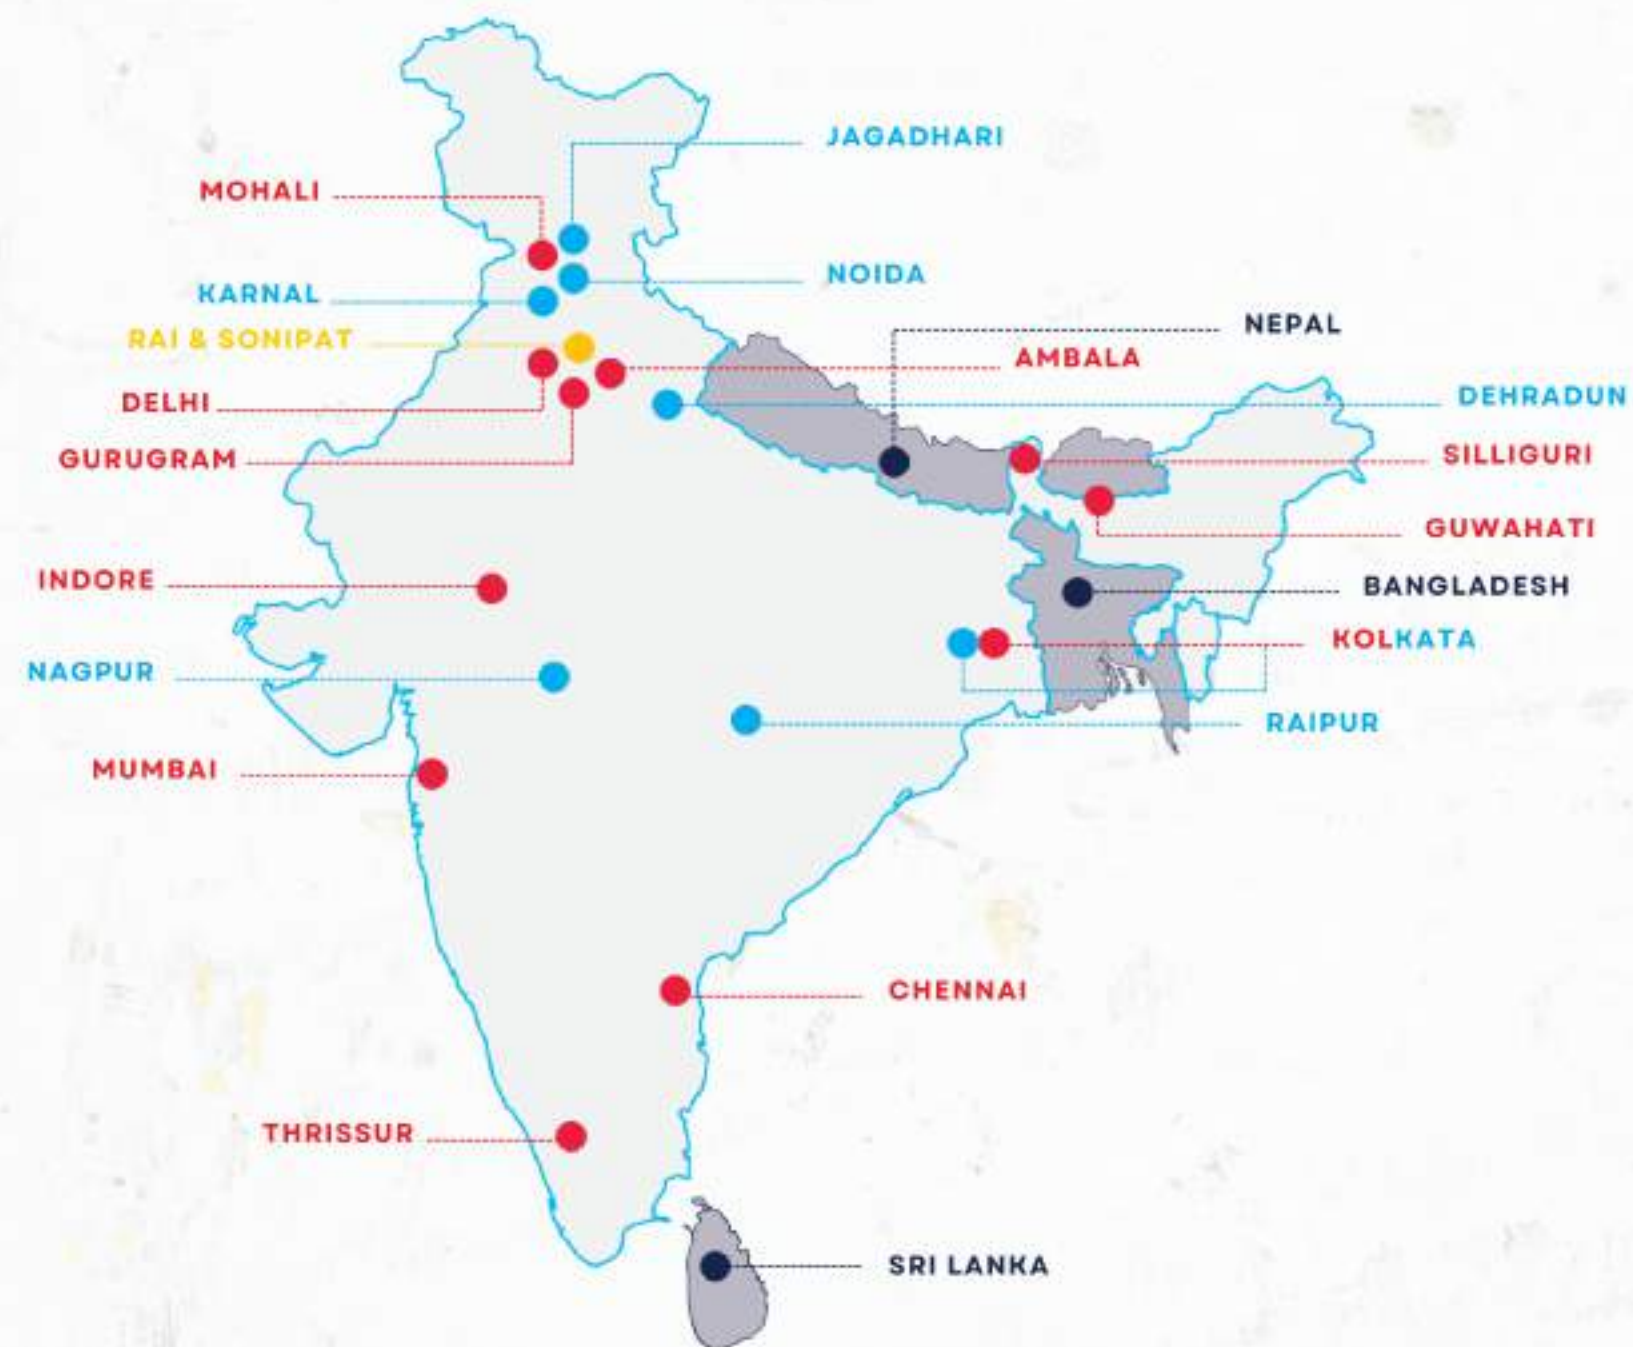 JAGADHARI
MOHALI
NOIDA
KARNAL
NEPAL
RAI & SONIPAT
AMBALA
DEHRADUN
DELHI
SILLIGURI
GURUGRAM
GUWAHATI
INDORE
BANGLADESH
KOLKATA
NAGPUR
RAIPUR
MUMBAI
CHENNAI
THRISSUR
SRI LANKA